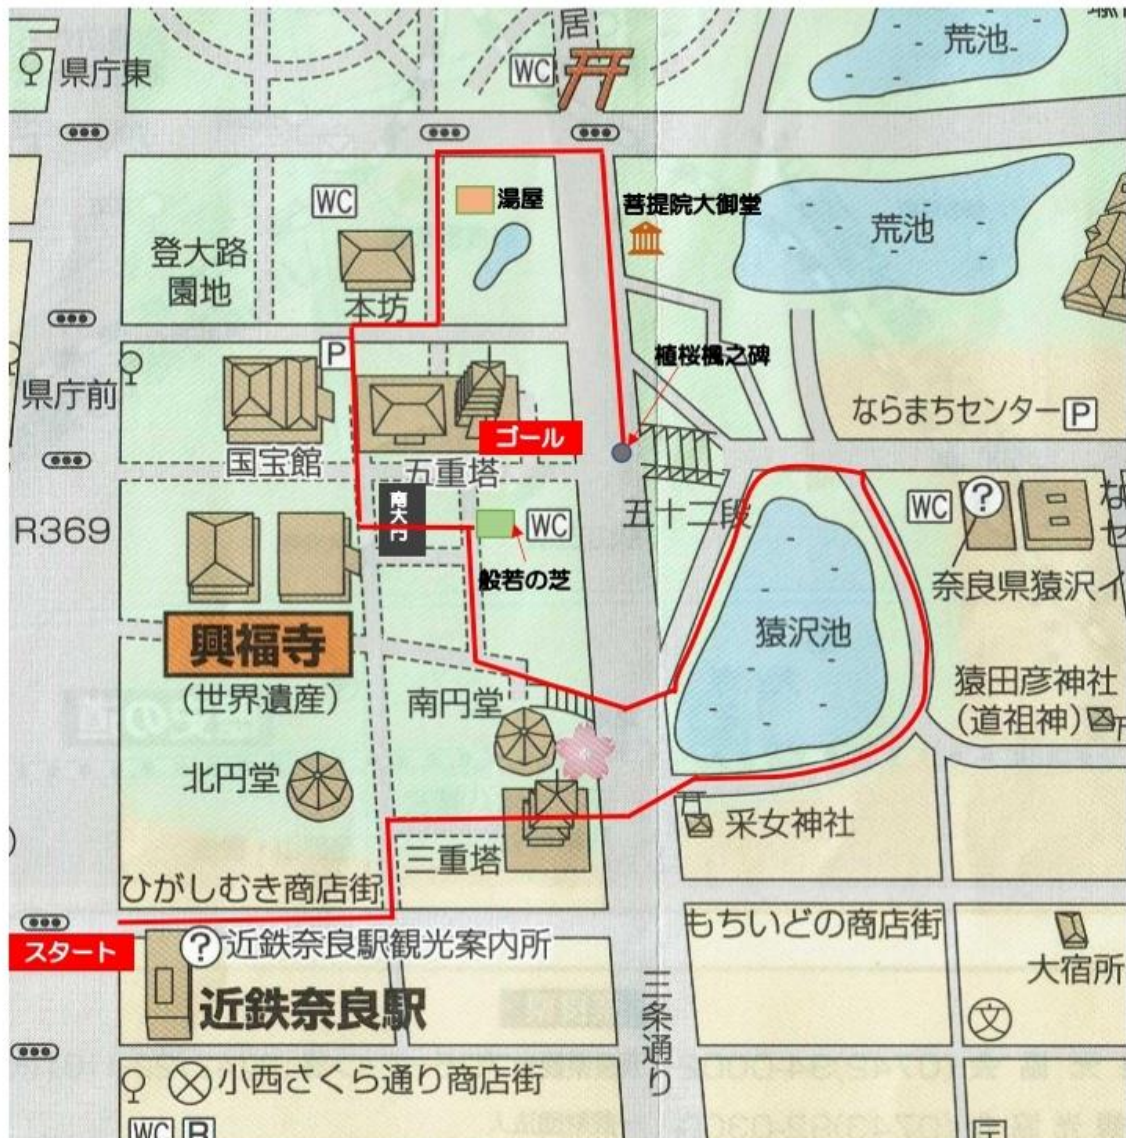 居
荒池
WC
県庁東
湯屋
WC
菩提院大御堂
荒池
登大路
園地
本坊
植桜楓之碑
P
県庁前
ならまちセンター P
ゴール
国宝館
五重塔
南大門
WC
五十二段
WC
?
R369
般若の芝
奈良県猿沢イ
興福寺
(世界遺産)
猿沢池
南円堂
猿田彦神社
(道祖神)
北円堂
采女神社
三重塔
ひがしむき商店街
もちいどの商店街
スタート
? 近鉄奈良駅観光案内所
大宿所
近鉄奈良駅
三条通り
文
小西さくら通り商店街
WC